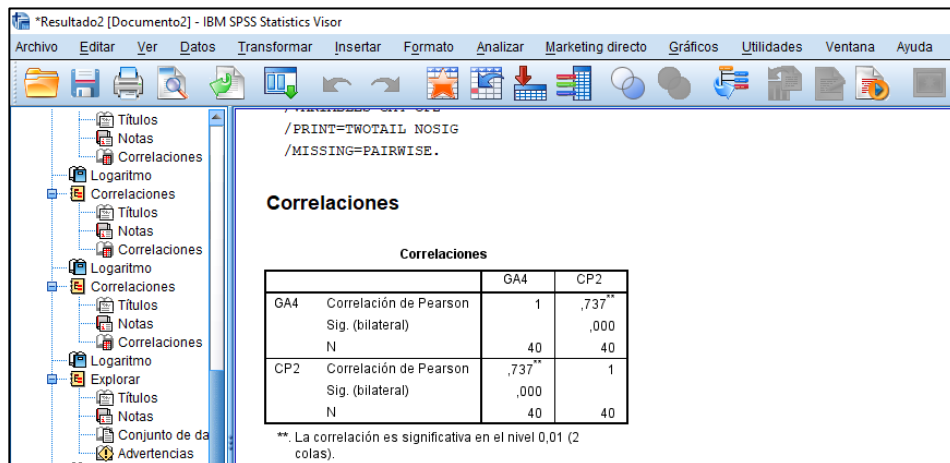 *Resultado2 [Documento2] - IBM SPSS Statistics Visor
Archivo Editar Ver Datos Transformar Insertar Formato Analizar Marketing directo Gráficos Utilidades Ventana Ayuda
Títulos
Notas
Correlaciones
Logaritmo
Correlaciones
Títulos
Notas
Correlaciones
Logaritmo
Correlaciones
Títulos
Notas
Correlaciones
Logaritmo
Explorar
Títulos
Notas
Conjunto de da
Advertencias
/PRINT=TWOTAIL NOSIG
/MISSING=PAIRWISE.
Correlaciones
Correlaciones
GA4 CP2
GA4 Correlación de Pearson 1 ,737**
Sig. (bilateral) ,000
N 40 40
CP2 Correlación de Pearson ,737** 1
Sig. (bilateral) ,000
N 40 40
**. La correlación es significativa en el nivel 0,01 (2
colas).